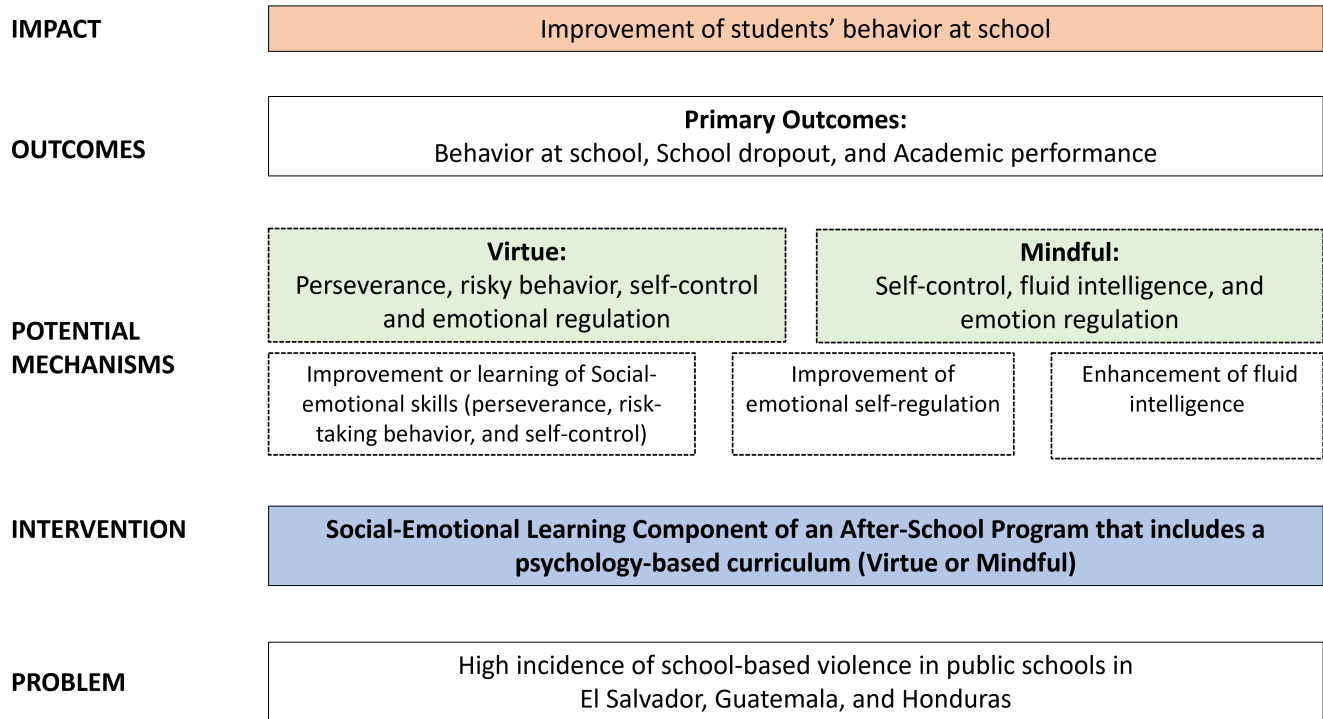 IMPACT
Improvement of students’ behavior at school
OUTCOMES
Primary Outcomes:
Behavior at school, School dropout, and Academic performance
POTENTIAL
MECHANISMS
Virtue:
Perseverance, risky behavior, self-control
and emotional regulation
Mindful:
Self-control, fluid intelligence, and
emotion regulation
Improvement or learning of Social-
emotional skills (perseverance, risk-
taking behavior, and self-control)
Improvement of
emotional self-regulation
Enhancement of fluid
intelligence
INTERVENTION
Social-Emotional Learning Component of an After-School Program that includes a
psychology-based curriculum (Virtue or Mindful)
PROBLEM
High incidence of school-based violence in public schools in
El Salvador, Guatemala, and Honduras